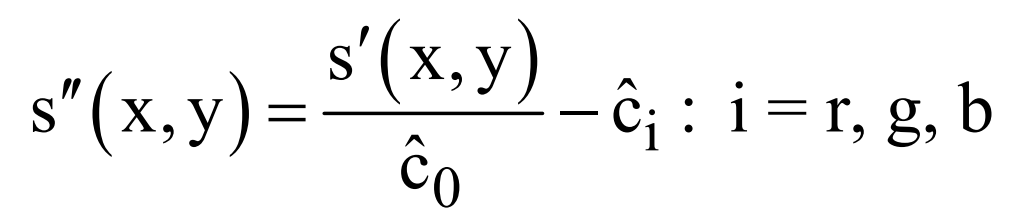 s″(x, y) = s′(x, y) / ĉ₀ − ĉᵢ : i = r, g, b